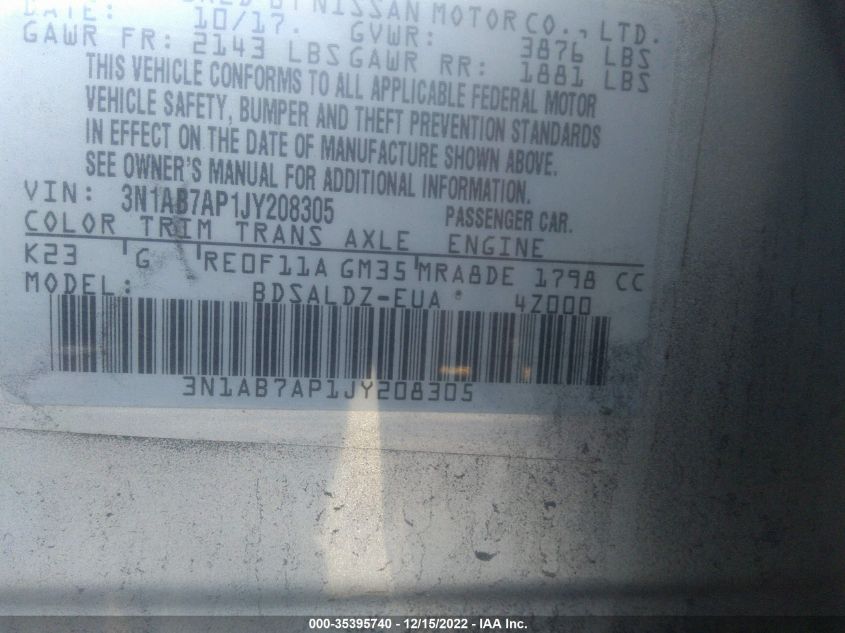 NISSAN MOTOR CO., LTD.
DATE: 10/17. GVWR: 3876 LBS
GAWR FR: 2143 LBS GAWR RR: 1881 LBS
THIS VEHICLE CONFORMS TO ALL APPLICABLE FEDERAL MOTOR
VEHICLE SAFETY, BUMPER AND THEFT PREVENTION STANDARDS
IN EFFECT ON THE DATE OF MANUFACTURE SHOWN ABOVE.
SEE OWNER'S MANUAL FOR ADDITIONAL INFORMATION.
VIN: 3N1AB7AP1JY208305 PASSENGER CAR.
COLOR TRIM TRANS AXLE ENGINE
K23 G RE0F11A GM35 MRA8DE 1798 CC
MODEL: BDSALDZ-EUA 4Z000
3N1AB7AP1JY208305
000-35395740 - 12/15/2022 - IAA Inc.